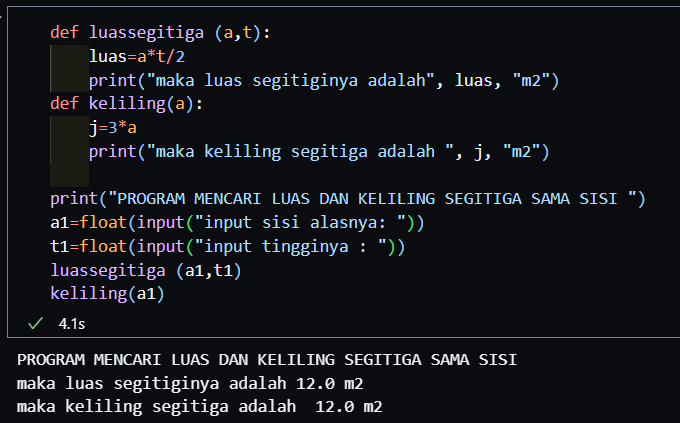 def luassegitiga (a,t):
    luas=a*t/2
    print("maka luas segitiginya adalah", luas, "m2")
def keliling(a):
    j=3*a
    print("maka keliling segitiga adalah ", j, "m2")

print("PROGRAM MENCARI LUAS DAN KELILING SEGITIGA SAMA SISI ")
a1=float(input("input sisi alasnya: "))
t1=float(input("input tingginya : "))
luassegitiga (a1,t1)
keliling(a1)
✓ 4.1s
PROGRAM MENCARI LUAS DAN KELILING SEGITIGA SAMA SISI
maka luas segitiginya adalah 12.0 m2
maka keliling segitiga adalah  12.0 m2